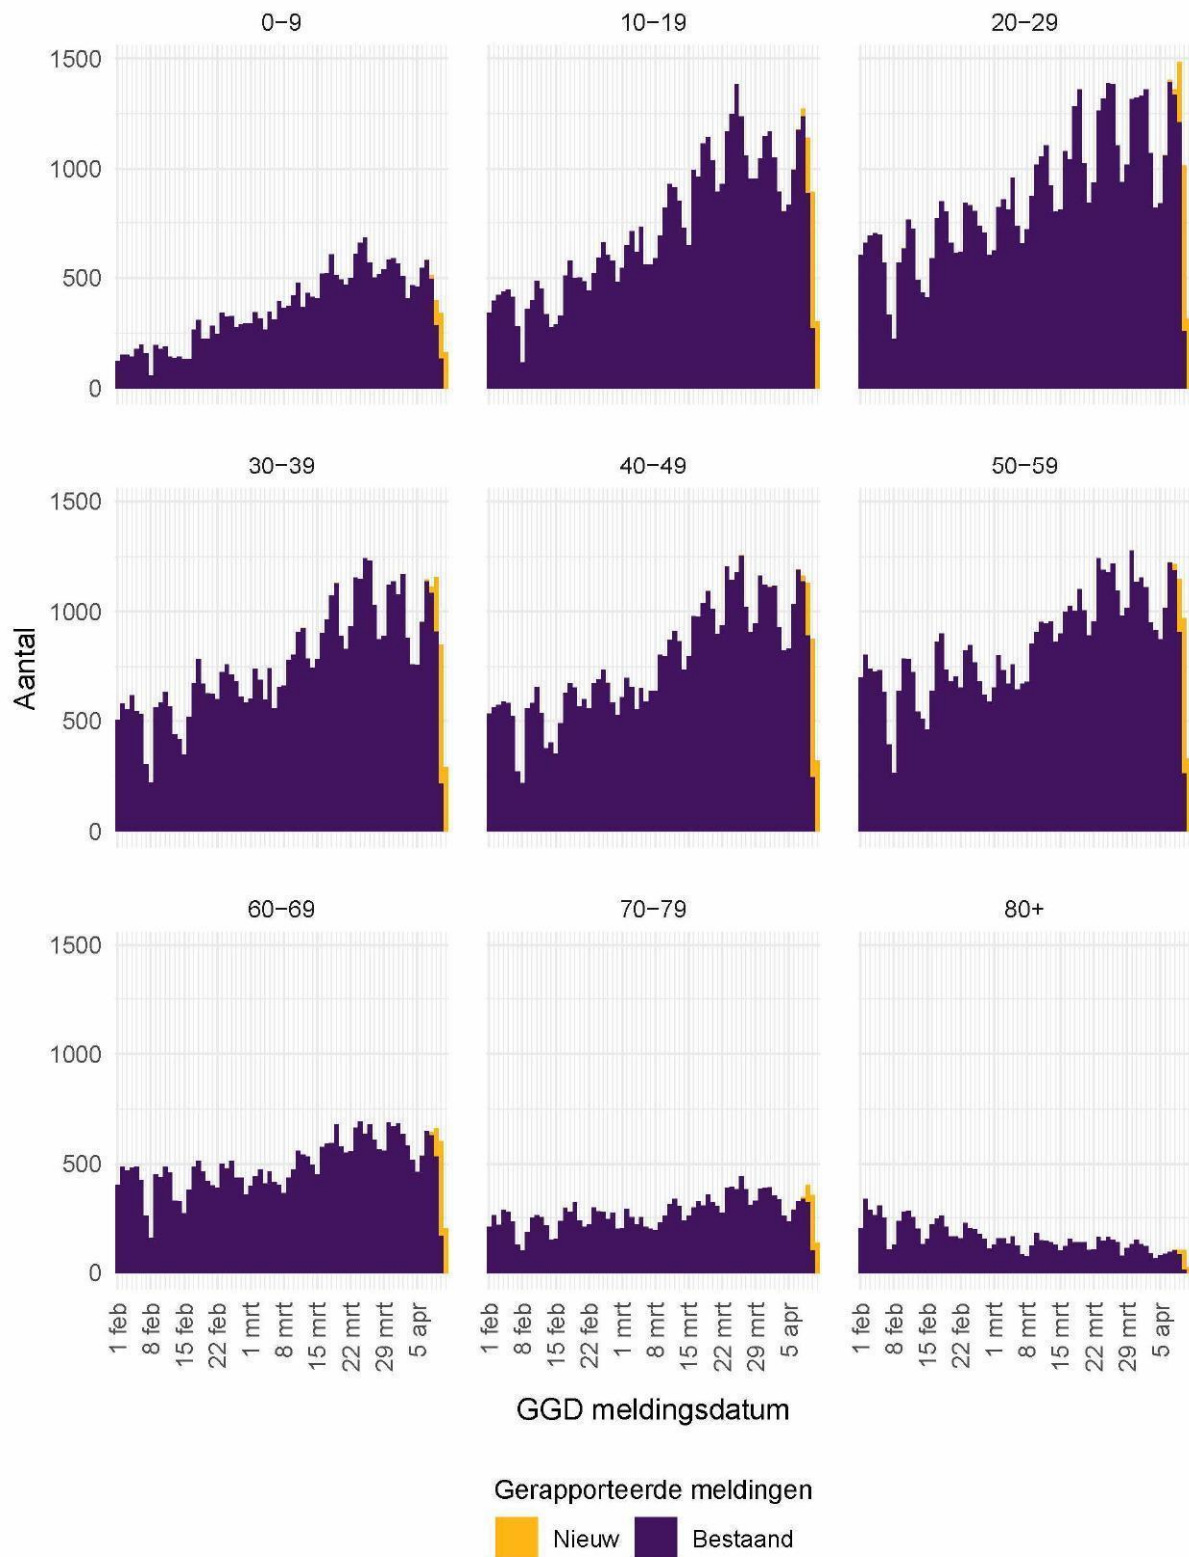 0−9 10−19 20−29
1500
1000
500
0
30−39 40−49 50−59
1500
1000
500
0
Aantal
60−69 70−79 80+
1500
1000
500
0
1 feb 8 feb 15 feb 22 feb 1 mrt 8 mrt 15 mrt 22 mrt 29 mrt 5 apr 1 feb 8 feb 15 feb 22 feb 1 mrt 8 mrt 15 mrt 22 mrt 29 mrt 5 apr 1 feb 8 feb 15 feb 22 feb 1 mrt 8 mrt 15 mrt 22 mrt 29 mrt 5 apr
GGD meldingsdatum
Gerapporteerde meldingen
Nieuw Bestaand